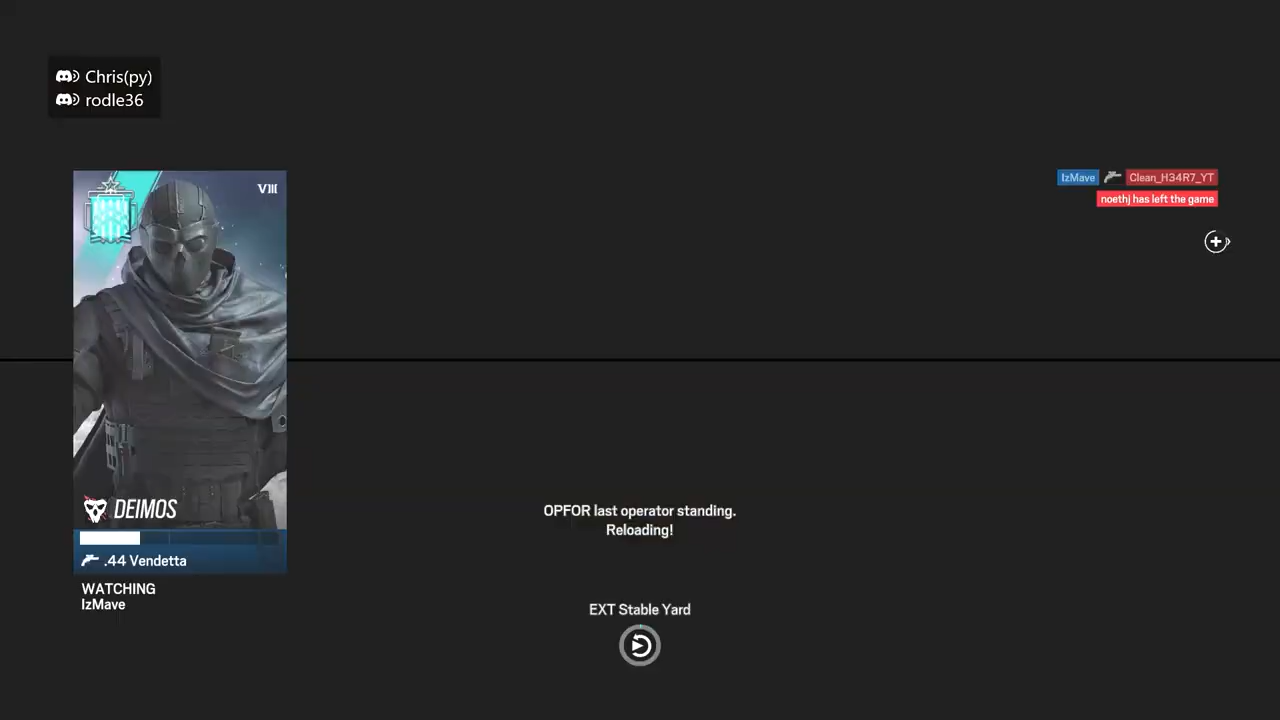 Chris(py)
rodle36
VIII
IzMave Clean_H34R7_YT
noethj has left the game
DEIMOS
.44 Vendetta
WATCHING
IzMave
OPFOR last operator standing.
Reloading!
EXT Stable Yard